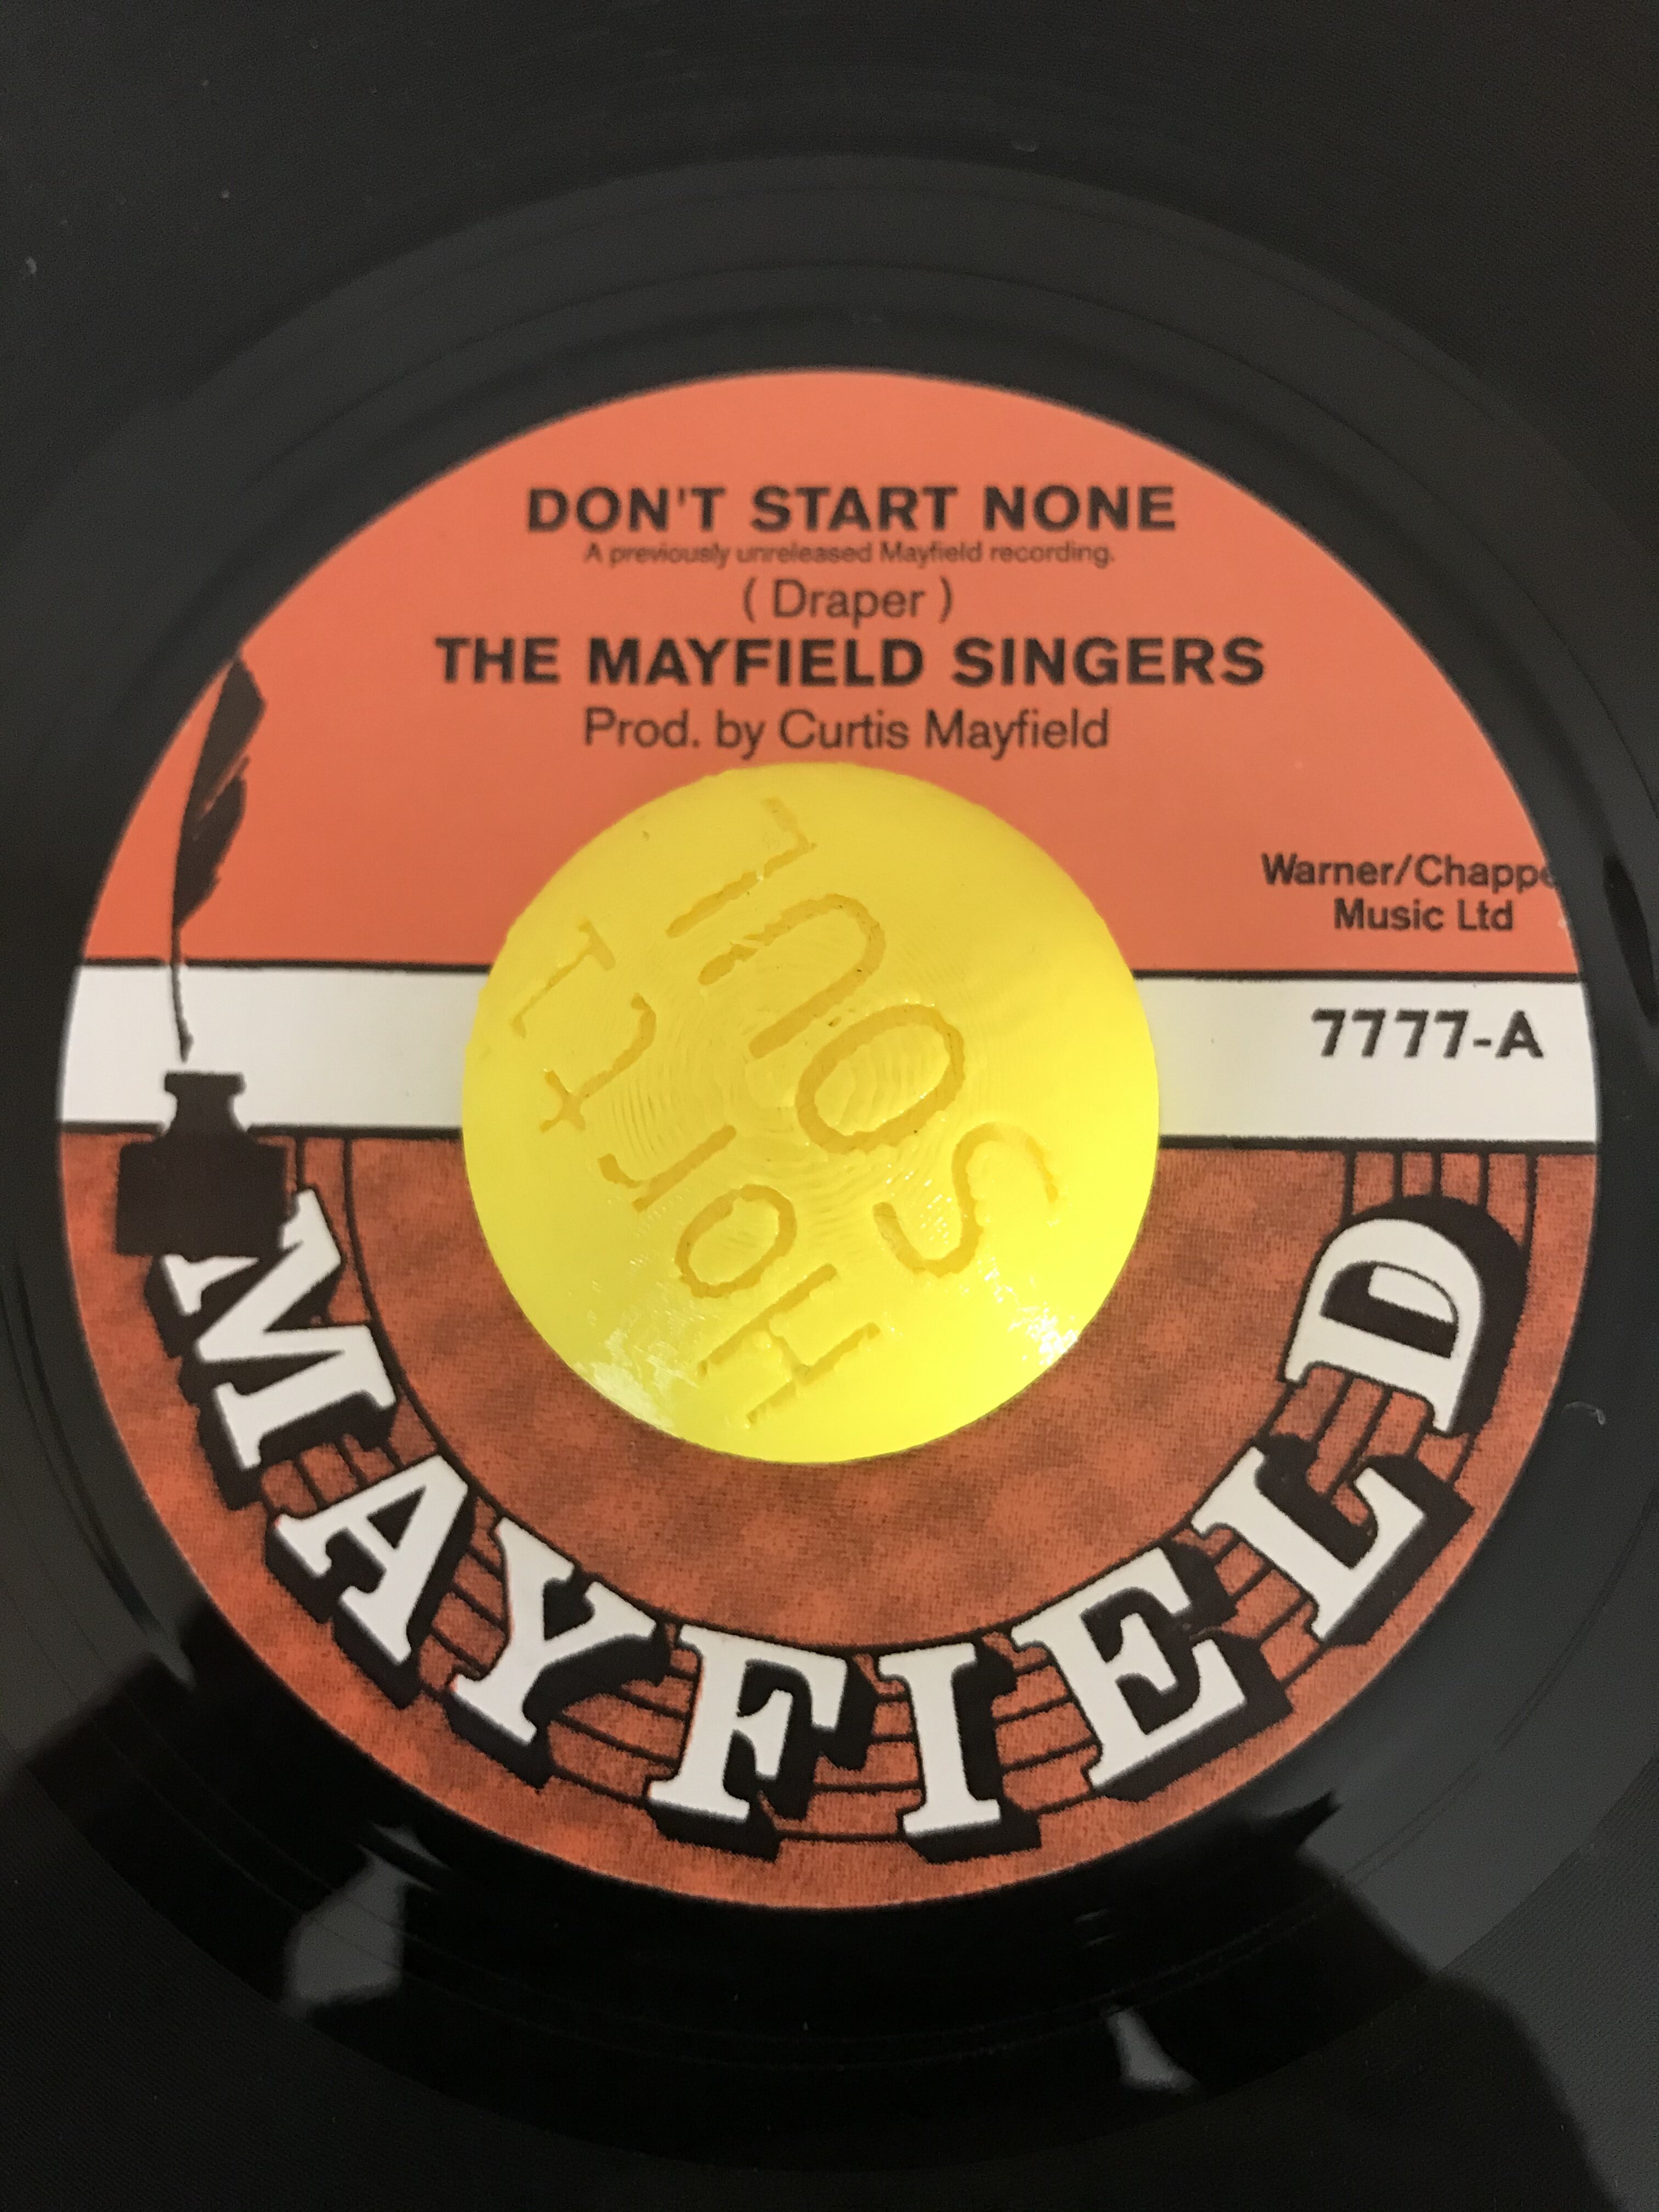 DON'T START NONE
A previously unreleased Mayfield recording.
( Draper )
THE MAYFIELD SINGERS
Prod. by Curtis Mayfield
Warner/Chappe
Music Ltd
7777-A
SOUL
MAYFIELD